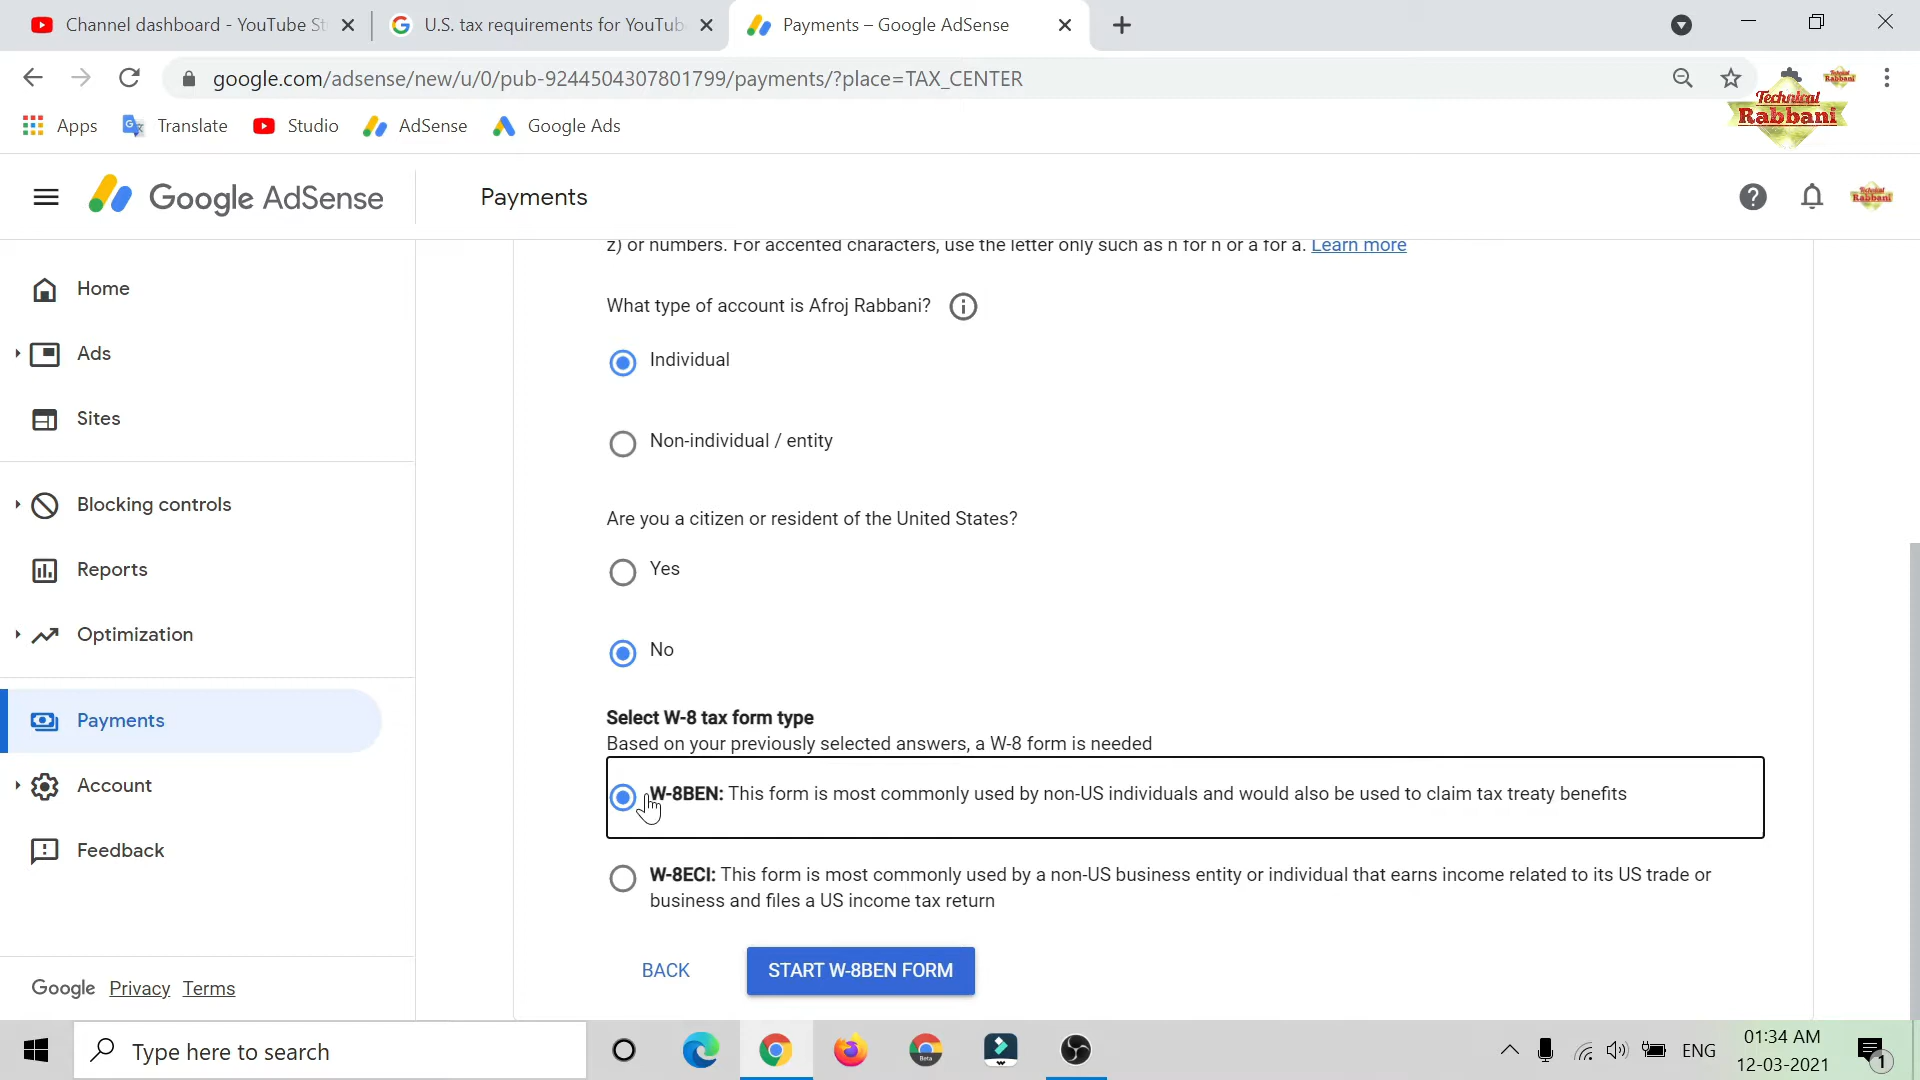 Channel dashboard - YouTube St
U.S. tax requirements for YouTub
Payments – Google AdSense
google.com/adsense/new/u/0/pub-9244504307801799/payments/?place=TAX_CENTER
Technical
Rabbani
Apps
Translate
Studio
AdSense
Google Ads
Technical
Rabbani
Google AdSense
Payments
Technical
Rabbani
z) or numbers. For accented characters, use the letter only such as n for n or a for a. Learn more
Home
Ads
Sites
Blocking controls
Reports
Optimization
Payments
Account
Feedback
Google Privacy Terms
What type of account is Afroj Rabbani?
Individual
Non-individual / entity
Are you a citizen or resident of the United States?
Yes
No
Select W-8 tax form type
Based on your previously selected answers, a W-8 form is needed
W-8BEN: This form is most commonly used by non-US individuals and would also be used to claim tax treaty benefits
W-8ECI: This form is most commonly used by a non-US business entity or individual that earns income related to its US trade or
business and files a US income tax return
BACK
START W-8BEN FORM
Type here to search
Beta
ENG
01:34 AM
12-03-2021
1